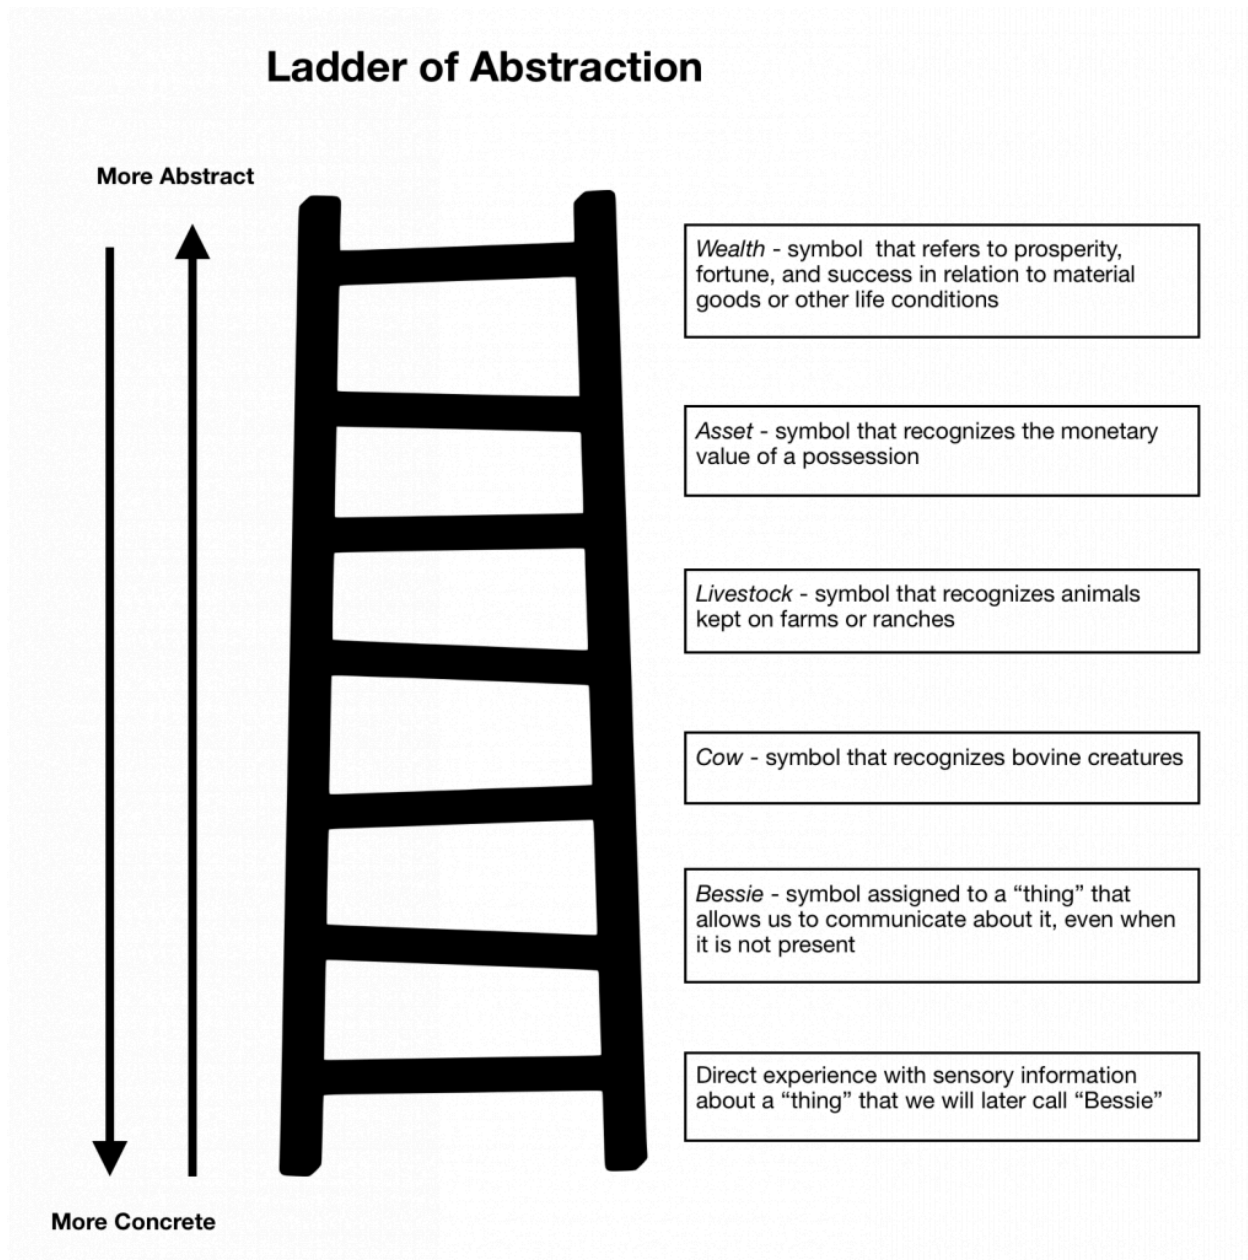 Ladder of Abstraction
More Abstract
Wealth - symbol  that refers to prosperity,
fortune, and success in relation to material
goods or other life conditions
Asset - symbol that recognizes the monetary
value of a possession
Livestock - symbol that recognizes animals
kept on farms or ranches
Cow - symbol that recognizes bovine creatures
Bessie - symbol assigned to a “thing” that
allows us to communicate about it, even when
it is not present
Direct experience with sensory information
about a “thing” that we will later call “Bessie”
More Concrete